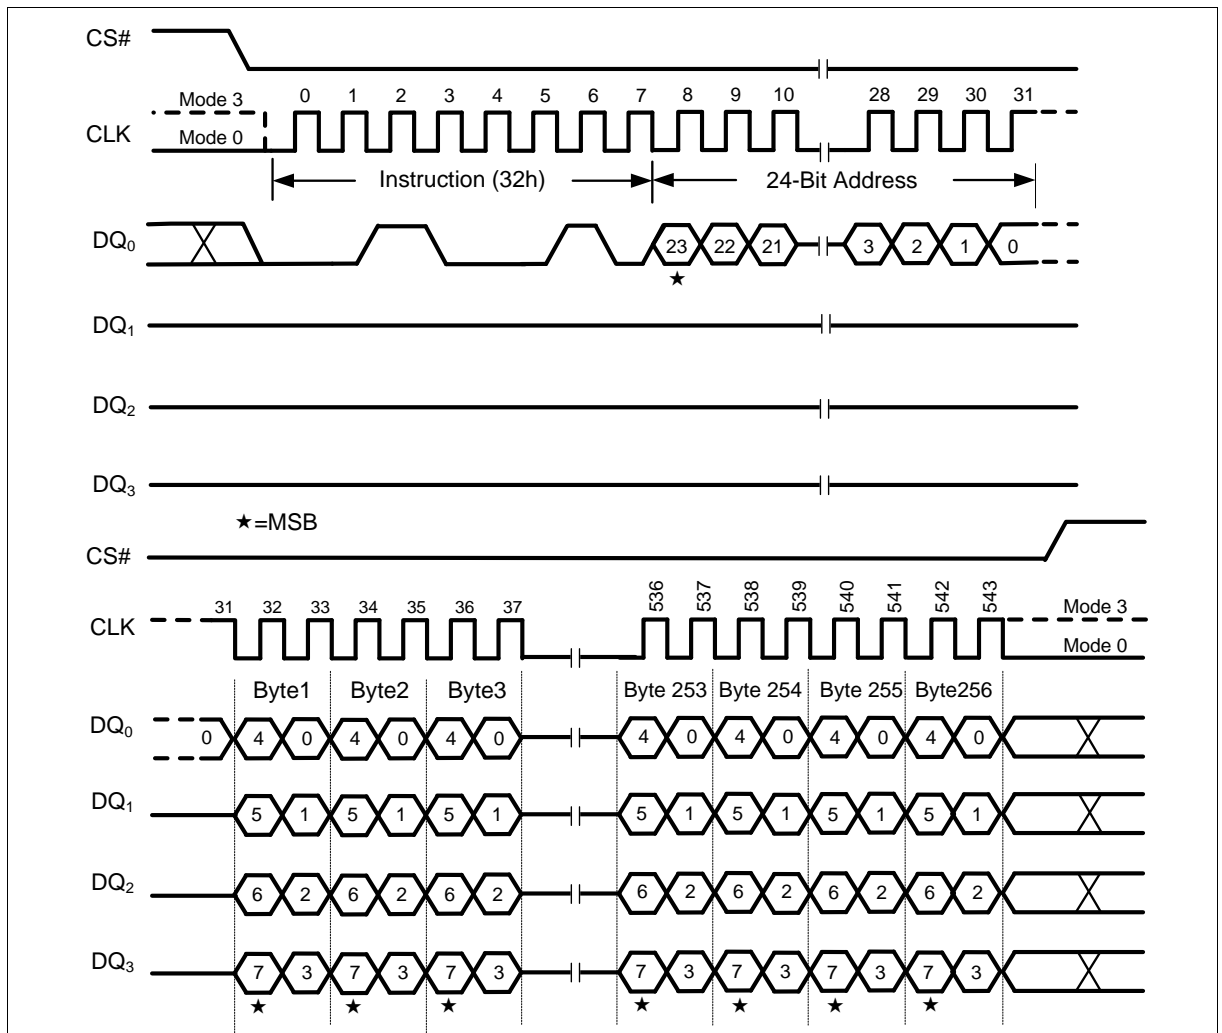 CS#
Mode 3
0 1 2 3 4 5 6 7 8 9 10 28 29 30 31
CLK
Mode 0
Instruction (32h) 24-Bit Address
DQ0 23 22 21 3 2 1 0
★
DQ1
DQ2
DQ3
★=MSB
CS#
31 32 33 34 35 36 37 536 537 538 539 540 541 542 543
Mode 3
CLK
Mode 0
Byte1 Byte2 Byte3 Byte 253 Byte 254 Byte 255 Byte256
DQ0 0 4 0 4 0 4 0 4 0 4 0 4 0 4 0
DQ1 5 1 5 1 5 1 5 1 5 1 5 1 5 1
DQ2 6 2 6 2 6 2 6 2 6 2 6 2 6 2
DQ3 7 3 7 3 7 3 7 3 7 3 7 3 7 3
★ ★ ★ ★ ★ ★ ★